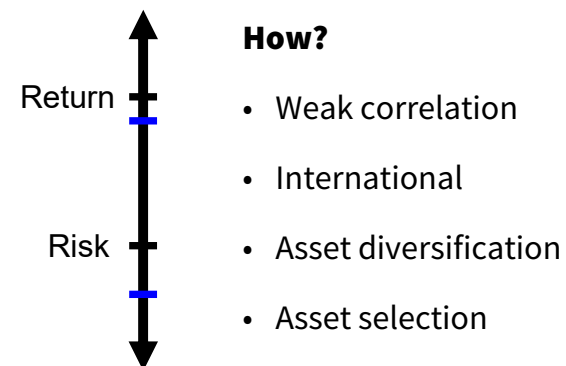 How?
Return
• Weak correlation
• International
Risk
• Asset diversification
• Asset selection